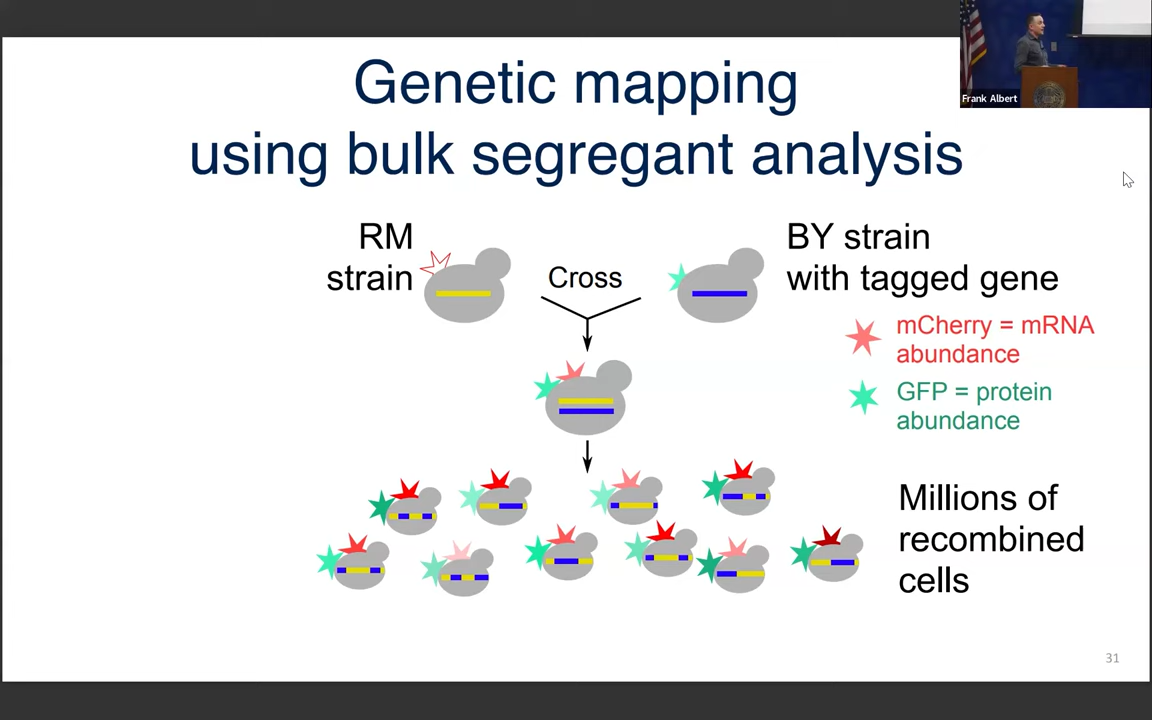 Genetic mapping
using bulk segregant analysis
Frank Albert
RM
strain
Cross
BY strain
with tagged gene
mCherry = mRNA
abundance
GFP = protein
abundance
Millions of
recombined
cells
31